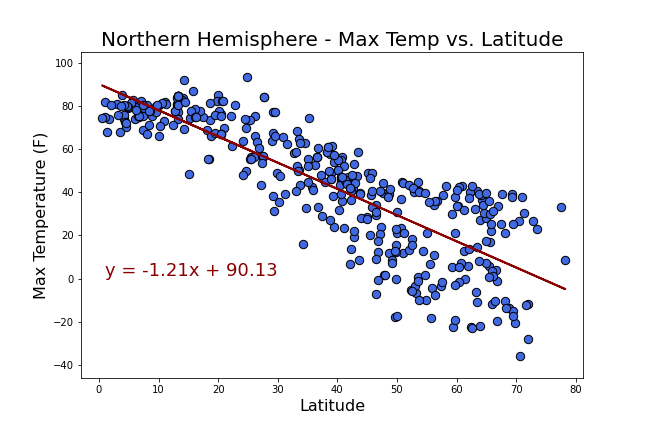 Northern Hemisphere - Max Temp vs. Latitude
Max Temperature (F)
100
80
60
40
20
0
−20
−40
y = -1.21x + 90.13
0 10 20 30 40 50 60 70 80
Latitude